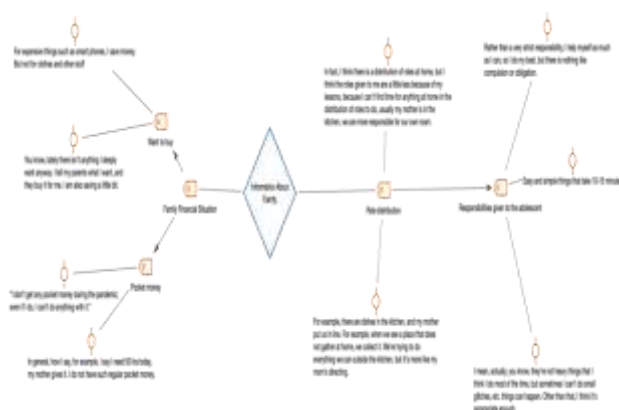 For expensive things such as smart phones, I save money.
But not for clothes and other stuff
Want to buy
You know, lately there isn't anything I deeply
want anyway. I tell my parents what I want, and
they buy it for me. I am also saving a little bit.
Family Financial Situation
Pocket money
"I don't get any pocket money during the pandemic;
even if I do, I can't do anything with it."
In general, how I say, for example, I say I need 50 lira today,
my mother gives it. I do not have such regular pocket money.
Information About
Family
In fact, I think there is a distribution of roles at home, but I
think the roles given to me are a little less because of my
lessons, because I can't find time for anything at home in the
distribution of roles to do, usually my mother is in the
kitchen, we are more responsible for our own room.
Role distribution
For example, there are dishes in the kitchen, and my mother
put us in line. For example, when we see a place that does
not gather at home, we collect it. We're trying to do
everything we can outside the kitchen, but it's more like my
mom's directing.
Rather than a very strict responsibility, I help myself as much
as I can, so I do my best, but there is nothing like
compulsion or obligation.
Easy and simple things that take 10-15 minutes
Responsibilities given to the adolescent
I mean, actually, you know, they're not heavy things that I
think I do most of the time, but sometimes I can't do small
glitches, etc. things can happen. Other than that, I think it's
appropriate enough.